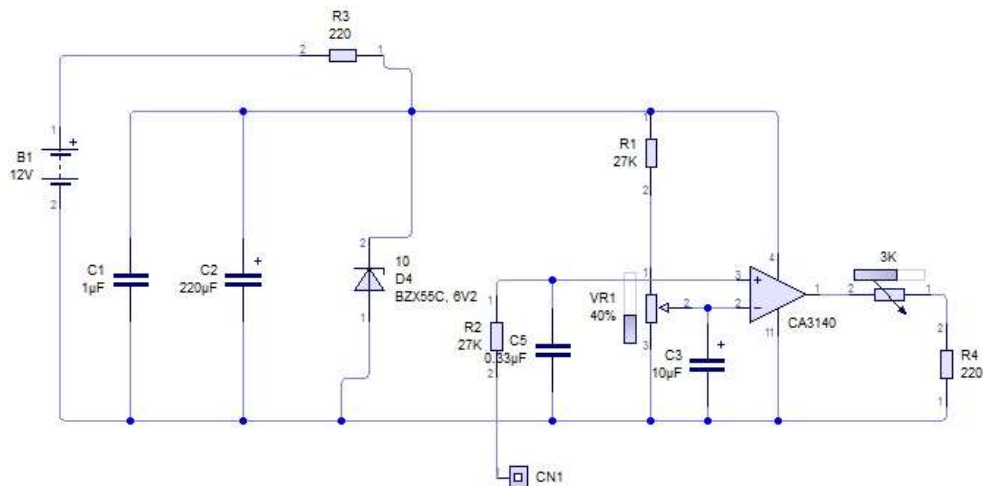 R3
220
2
1
1
B1
12V
2
C1
1µF
C2
220µF
2
10
D4
BZX55C, 6V2
1
1
R1
27K
2
1
R2
27K
2
C5
0.33µF
1
VR1
40%
2
3
C3
10µF
4
3
2
1
11
CA3140
3K
2
1
2
R4
220
1
1
CN1